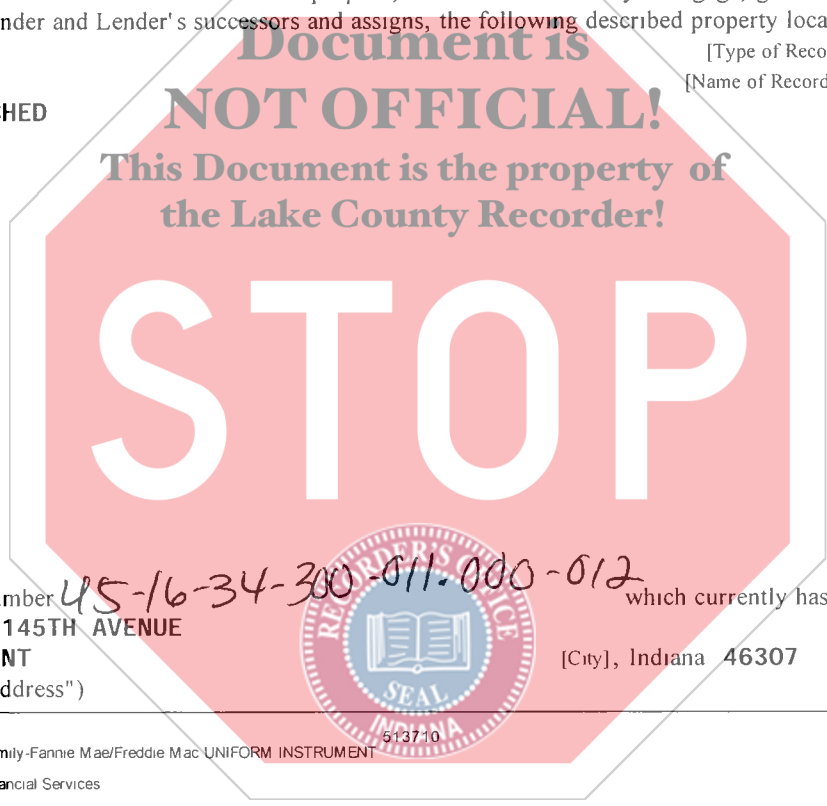 nder and Lender's successors and assigns, the following described property loca
Document is
[Type of Reco
[Name of Record
HED
NOT OFFICIAL!
This Document is the property of
the Lake County Recorder!
STOP
mber 45-16-34-300-011.000-012 which currently has
145TH AVENUE
NT [City], Indiana 46307
ddress")
RECORDER'S OFFICE
SEAL
INDIANA
513710
mily-Fannie Mae/Freddie Mac UNIFORM INSTRUMENT
ancial Services